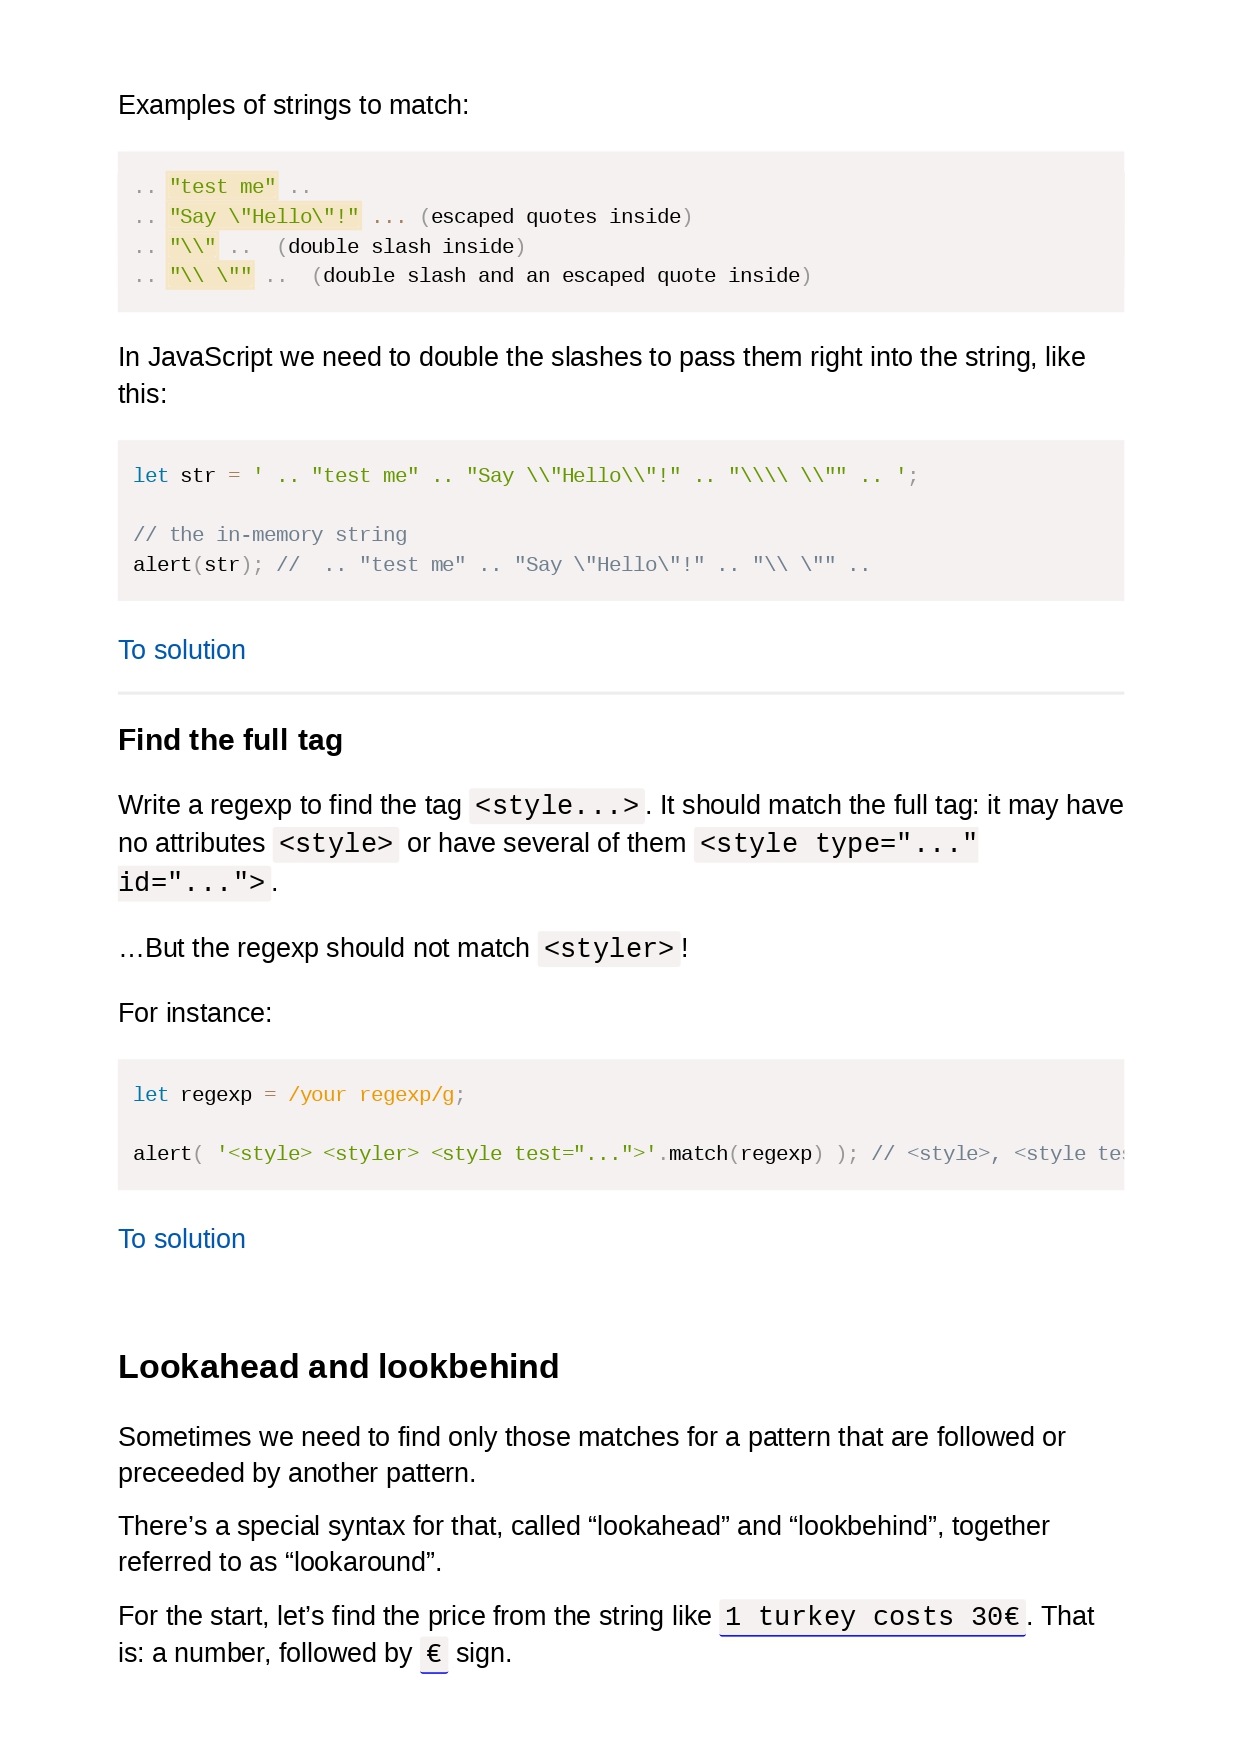 Examples of strings to match:
.. "test me" ..
.. "Say \"Hello\"!" ... (escaped quotes inside)
.. "\\" ..  (double slash inside)
.. "\\ \"" ..  (double slash and an escaped quote inside)
In JavaScript we need to double the slashes to pass them right into the string, like
this:
let str = ' .. "test me" .. "Say \\"Hello\\"!" .. "\\\\ \\"" .. ';
// the in-memory string
alert(str); //  .. "test me" .. "Say \"Hello\"!" .. "\\ \"" ..
To solution
Find the full tag
Write a regexp to find the tag <style...>. It should match the full tag: it may have
no attributes <style> or have several of them <style type="..."
id="...">.
…But the regexp should not match <styler>!
For instance:
let regexp = /your regexp/g;
alert( '<style> <styler> <style test="...">'.match(regexp) ); // <style>, <style tes
To solution
Lookahead and lookbehind
Sometimes we need to find only those matches for a pattern that are followed or
preceeded by another pattern.
There’s a special syntax for that, called “lookahead” and “lookbehind”, together
referred to as “lookaround”.
For the start, let’s find the price from the string like 1 turkey costs 30€. That
is: a number, followed by € sign.